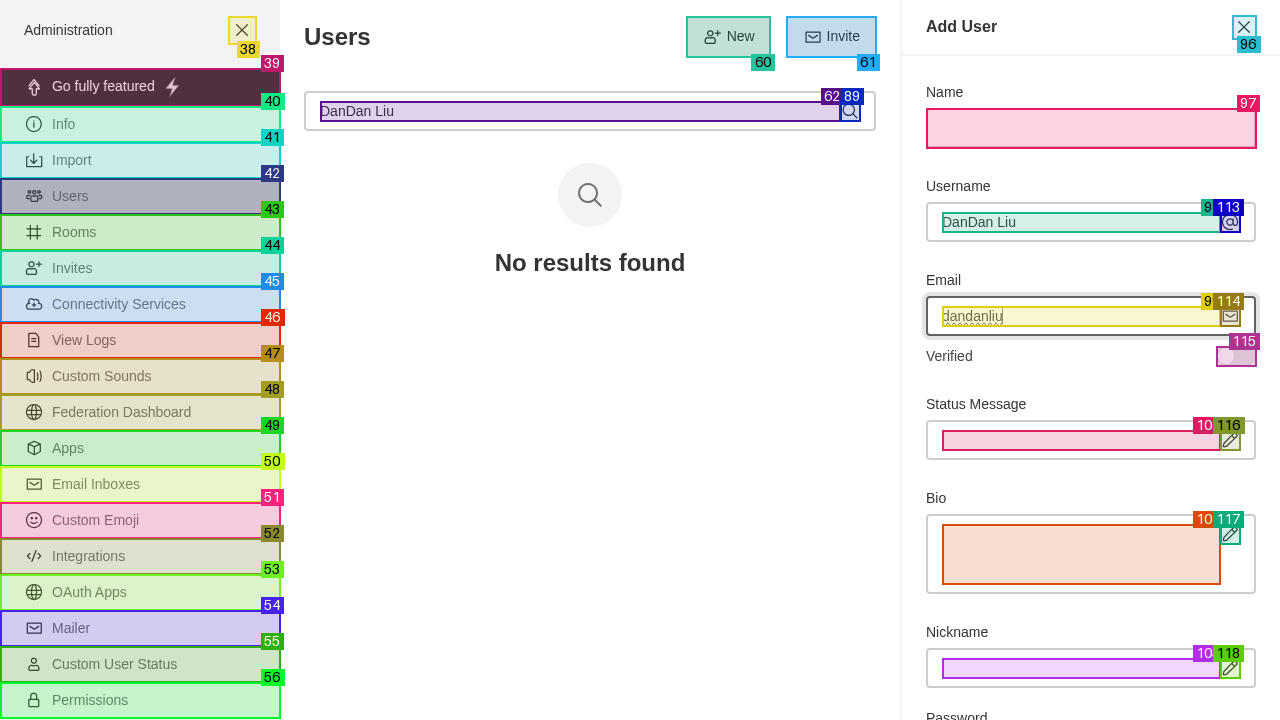 Administration
38
39
Go fully featured
40
Info
41
Import
42
Users
43
Rooms
44
Invites
45
Connectivity Services
46
View Logs
47
Custom Sounds
48
Federation Dashboard
49
Apps
50
Email Inboxes
51
Custom Emoji
52
Integrations
53
OAuth Apps
54
Mailer
55
Custom User Status
56
Permissions
Users
New
60
Invite
61
62 89
DanDan Liu
No results found
Add User
96
Name
97
Username
9 113
DanDan Liu
Email
9 114
dandanliu
115
Verified
Status Message
10 116
Bio
10 117
Nickname
10 118
Password